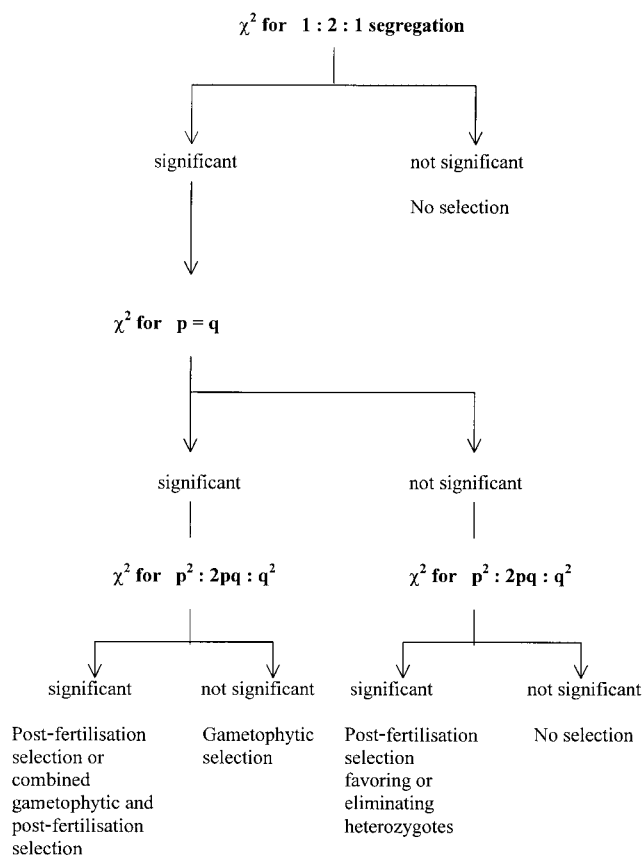 χ² for 1 : 2 : 1 segregation
significant
not significant
No selection
χ² for p = q
significant
not significant
χ² for p² : 2pq : q²
χ² for p² : 2pq : q²
significant
not significant
significant
not significant
Post-fertilisation
selection or
combined
gametophytic and
post-fertilisation
selection
Gametophytic
selection
Post-fertilisation
selection
favoring or
eliminating
heterozygotes
No selection